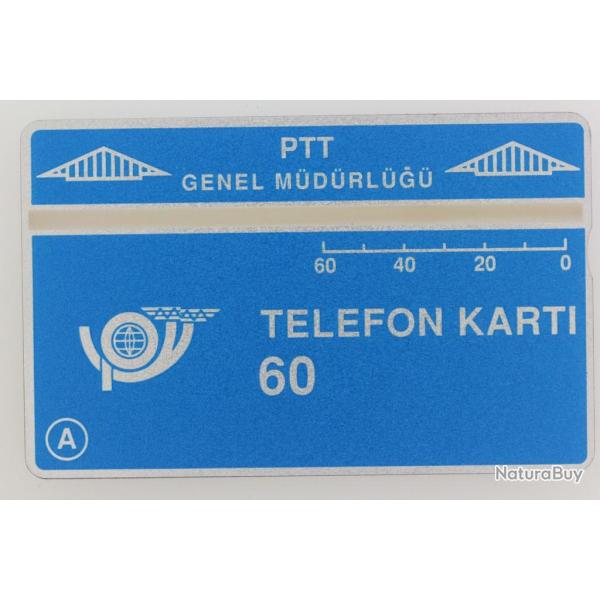 PTT
GENEL MÜDÜRLÜĞÜ
60 40 20 0
TELEFON KARTI
60
A
NaturaBuy